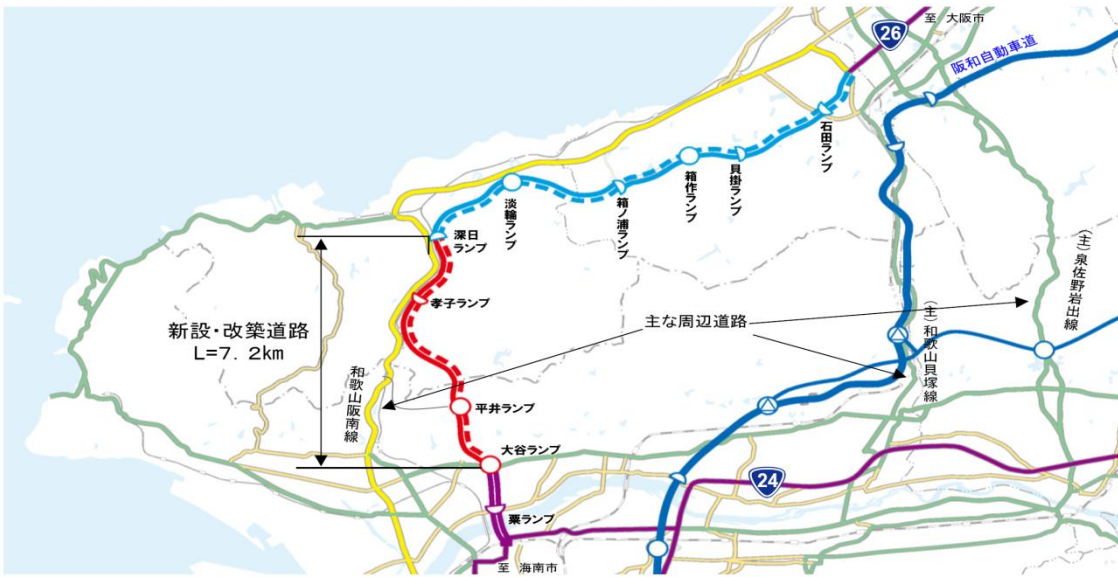 至 大阪市
26
阪和自動車道
石田ランプ
貝掛ランプ
箱作ランプ
箱ノ浦ランプ
淡輪ランプ
深日
ランプ
孝子ランプ
新設・改築道路
L=7.2km
主な周辺道路
(主)泉佐野岩出線
(主)和歌山貝塚線
和歌山阪南線
平井ランプ
大谷ランプ
24
粟ランプ
至 海南市